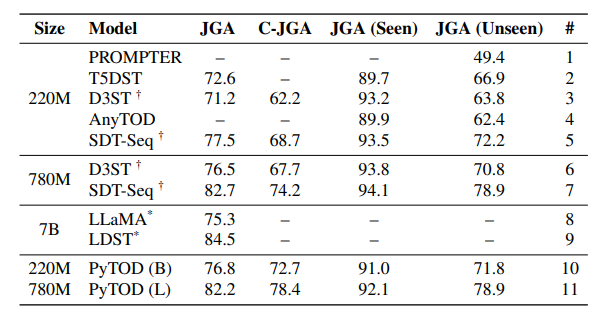 Size Model JGA C-JGA JGA (Seen) JGA (Unseen) #
PROMPTER – – – 49.4 1
T5DST 72.6 – 89.7 66.9 2
220M D3ST † 71.2 62.2 93.2 63.8 3
AnyTOD – – 89.9 62.4 4
SDT-Seq † 77.5 68.7 93.5 72.2 5
780M D3ST † 76.5 67.7 93.8 70.8 6
SDT-Seq † 82.7 74.2 94.1 78.9 7
7B LLaMA* 75.3 – – – 8
LDST* 84.5 – – – 9
220M PyTOD (B) 76.8 72.7 91.0 71.8 10
780M PyTOD (L) 82.2 78.4 92.1 78.9 11